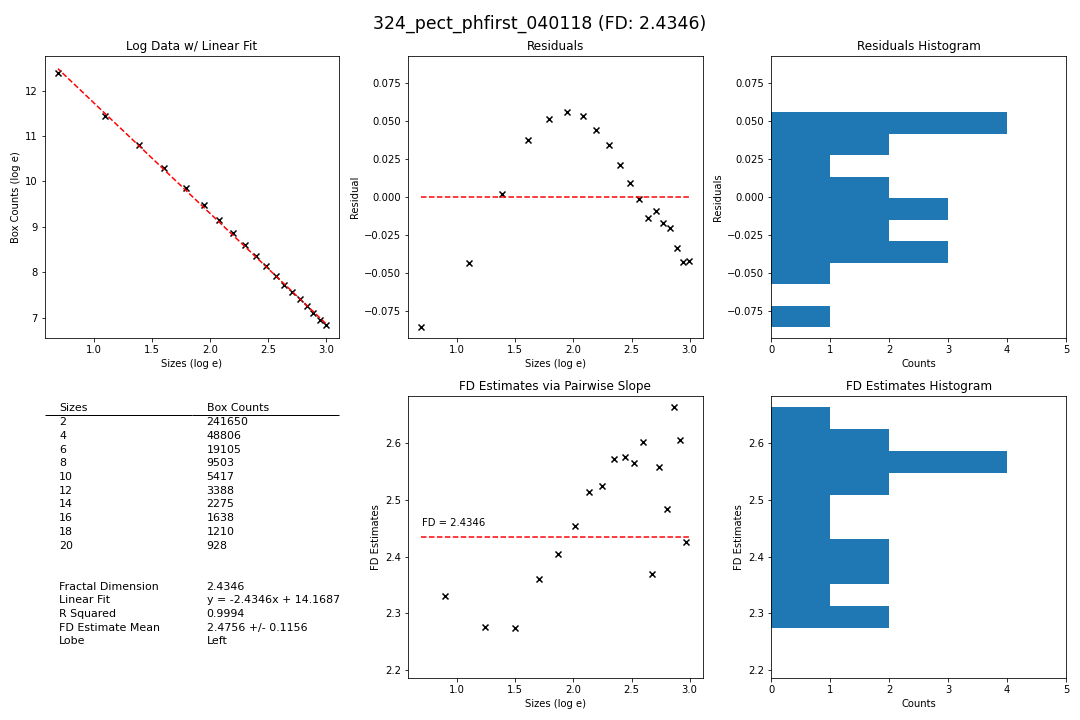 324_pect_phfirst_040118 (FD: 2.4346)
Log Data w/ Linear Fit
12
11
10
9
8
7
Box Counts (log e)
1.0 1.5 2.0 2.5 3.0
Sizes (log e)
Residuals
0.075
0.050
0.025
0.000
−0.025
−0.050
−0.075
Residual
1.0 1.5 2.0 2.5 3.0
Sizes (log e)
Residuals Histogram
0.075
0.050
0.025
0.000
−0.025
−0.050
−0.075
Residuals
0 1 2 3 4 5
Counts
Sizes Box Counts
2 241650
4 48806
6 19105
8 9503
10 5417
12 3388
14 2275
16 1638
18 1210
20 928
Fractal Dimension 2.4346
Linear Fit y = -2.4346x + 14.1687
R Squared 0.9994
FD Estimate Mean 2.4756 +/- 0.1156
Lobe Left
FD Estimates via Pairwise Slope
2.6
2.5
2.4
2.3
2.2
FD Estimates
FD = 2.4346
1.0 1.5 2.0 2.5 3.0
Sizes (log e)
FD Estimates Histogram
2.6
2.5
2.4
2.3
2.2
FD Estimates
0 1 2 3 4 5
Counts